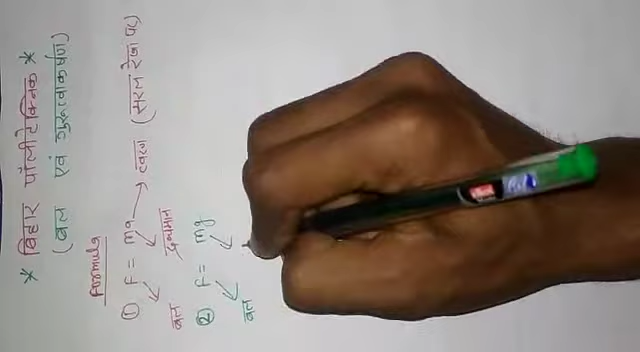 * बिहार पॉलीटेक्निक *
( बल एवं गुरुत्वाकर्षण )
Formula
① F = ma → त्वरण ( सरल रेखा पर )
बल द्रव्यमान
② F = mg
बल